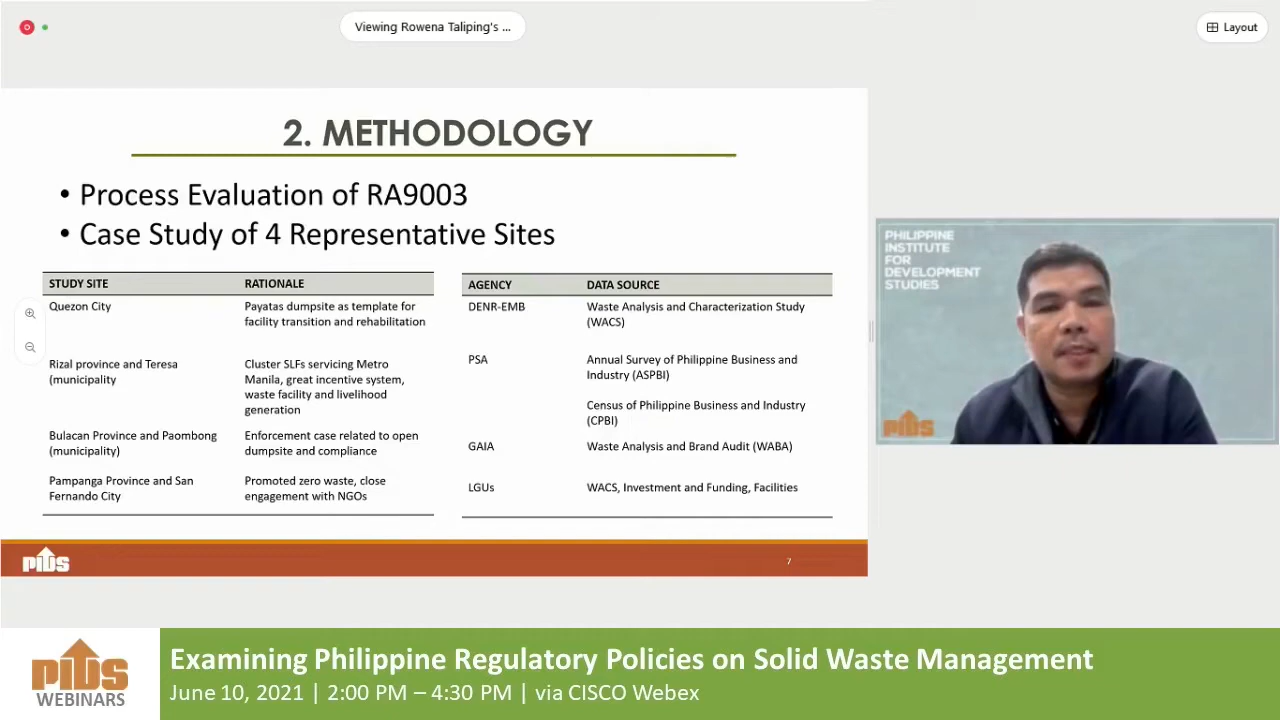 Viewing Rowena Taliping's ...
Layout
2. METHODOLOGY
• Process Evaluation of RA9003
• Case Study of 4 Representative Sites
STUDY SITE RATIONALE
Quezon City Payatas dumpsite as template for
facility transition and rehabilitation
Rizal province and Teresa Cluster SLFs servicing Metro
(municipality Manila, great incentive system,
waste facility and livelihood
generation
Bulacan Province and Paombong Enforcement case related to open
(municipality) dumpsite and compliance
Pampanga Province and San Promoted zero waste, close
Fernando City engagement with NGOs
AGENCY DATA SOURCE
DENR-EMB Waste Analysis and Characterization Study
(WACS)
PSA Annual Survey of Philippine Business and
Industry (ASPBI)
Census of Philippine Business and Industry
(CPBI)
GAIA Waste Analysis and Brand Audit (WABA)
LGUs WACS, Investment and Funding, Facilities
PIDS
7
PHILIPPINE
INSTITUTE
FOR
DEVELOPMENT
STUDIES
PIDS
PIDS
WEBINARS
Examining Philippine Regulatory Policies on Solid Waste Management
June 10, 2021 | 2:00 PM – 4:30 PM | via CISCO Webex